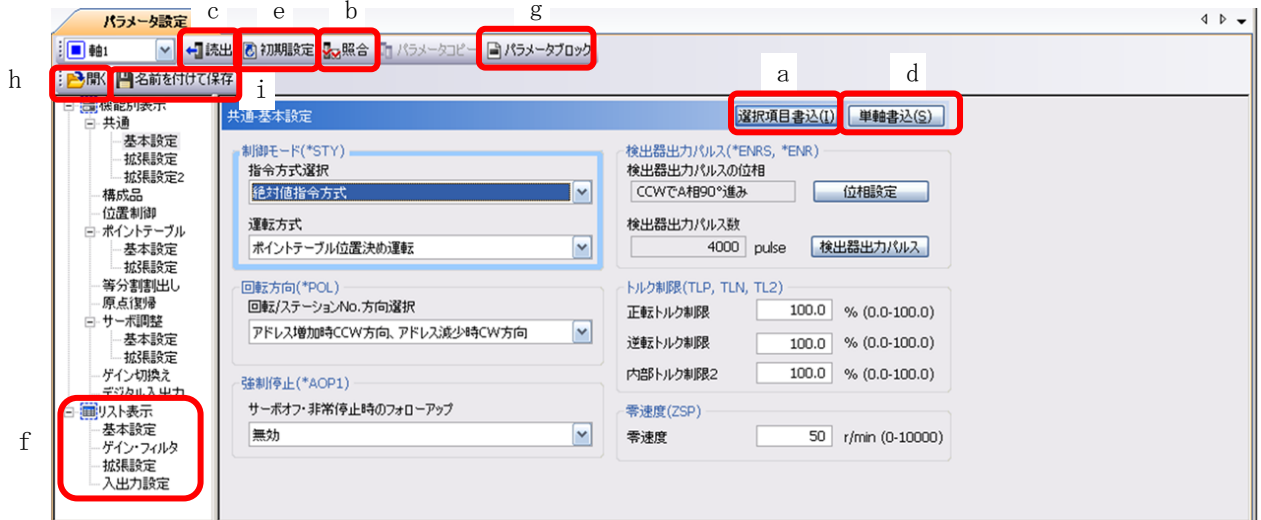 c e b g
パラメータ設定
軸1 読出 初期設定 照合 パラメータコピー パラメータブロック
h 開く 名前を付けて保存 i a d
機能別表示
共通
基本設定
拡張設定
拡張設定2
構成品
位置制御
ポイントテーブル
基本設定
拡張設定
等分割割出し
原点復帰
サーボ調整
基本設定
拡張設定
ゲイン切換え
デジタル入出力
f
リスト表示
基本設定
ゲイン・フィルタ
拡張設定
入出力設定
共通-基本設定 選択項目書込(I) 単軸書込(S)
制御モード(*STY)
指令方式選択
絶対値指令方式
運転方式
ポイントテーブル位置決め運転
回転方向(*POL)
回転/ステーションNo.方向選択
アドレス増加時CCW方向、アドレス減少時CW方向
強制停止(*AOP1)
サーボオフ・非常停止時のフォローアップ
無効
検出器出力パルス(*ENRS, *ENR)
検出器出力パルスの位相
CCWでA相90°進み 位相設定
検出器出力パルス数
4000 pulse 検出器出力パルス
トルク制限(TLP, TLN, TL2)
正転トルク制限 100.0 % (0.0-100.0)
逆転トルク制限 100.0 % (0.0-100.0)
内部トルク制限2 100.0 % (0.0-100.0)
零速度(ZSP)
零速度 50 r/min (0-10000)